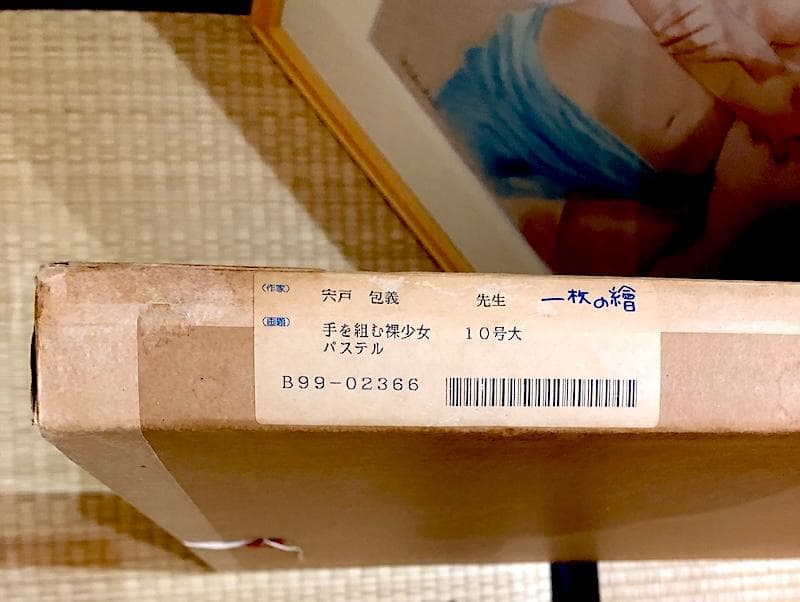 (作家) 宍戸 包義 先生 一枚の繪
(画題) 手を組む裸少女 10号大
パステル
B99-02366